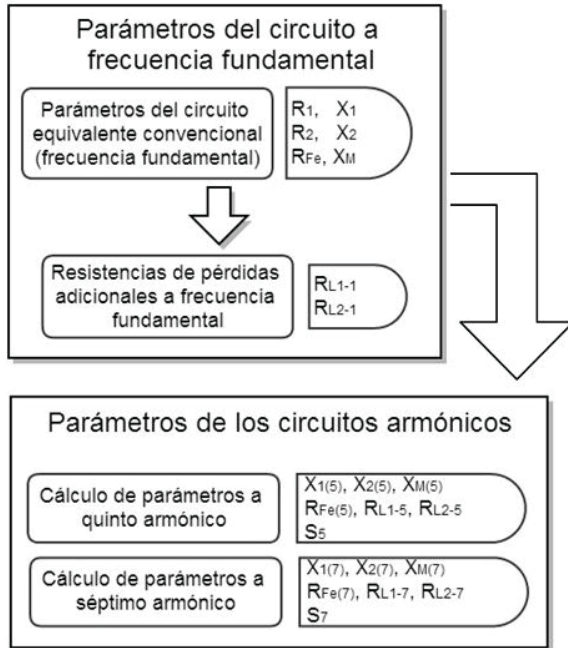 Parámetros del circuito a
frecuencia fundamental
Parámetros del circuito
equivalente convencional
(frecuencia fundamental)
R1, X1
R2, X2
RFe, XM
Resistencias de pérdidas
adicionales a frecuencia
fundamental
RL1-1
RL2-1
Parámetros de los circuitos armónicos
Cálculo de parámetros a
quinto armónico
X1(5), X2(5), XM(5)
RFe(5), RL1-5, RL2-5
S5
Cálculo de parámetros a
séptimo armónico
X1(7), X2(7), XM(7)
RFe(7), RL1-7, RL2-7
S7